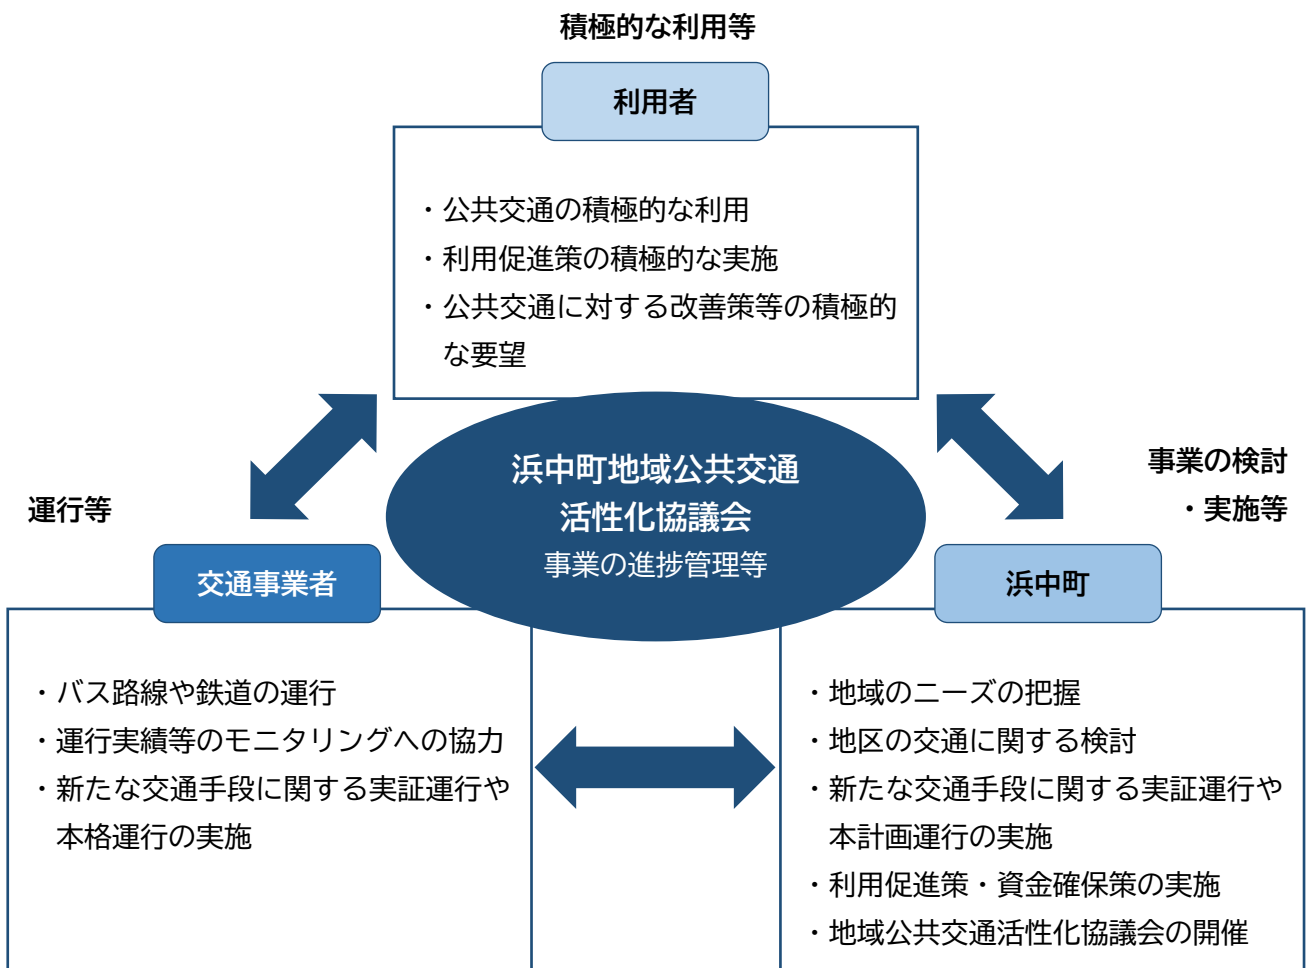 積極的な利用等
利用者
・公共交通の積極的な利用
・利用促進策の積極的な実施
・公共交通に対する改善策等の積極的
な要望
浜中町地域公共交通
活性化協議会
事業の進捗管理等
運行等
事業の検討
・実施等
交通事業者
・バス路線や鉄道の運行
・運行実績等のモニタリングへの協力
・新たな交通手段に関する実証運行や
本格運行の実施
浜中町
・地域のニーズの把握
・地区の交通に関する検討
・新たな交通手段に関する実証運行や
本計画運行の実施
・利用促進策・資金確保策の実施
・地域公共交通活性化協議会の開催